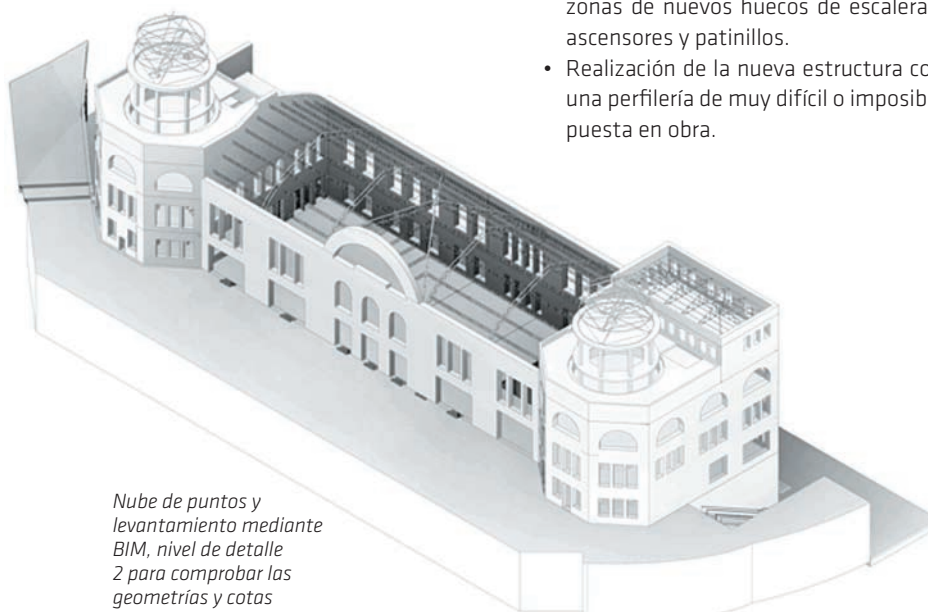 zonas de nuevos huecos de escalera
ascensores y patinillos.
• Realización de la nueva estructura co
una perfilería de muy difícil o imposib
puesta en obra.
Nube de puntos y
levantamiento mediante
BIM, nivel de detalle
2 para comprobar las
geometrías y cotas